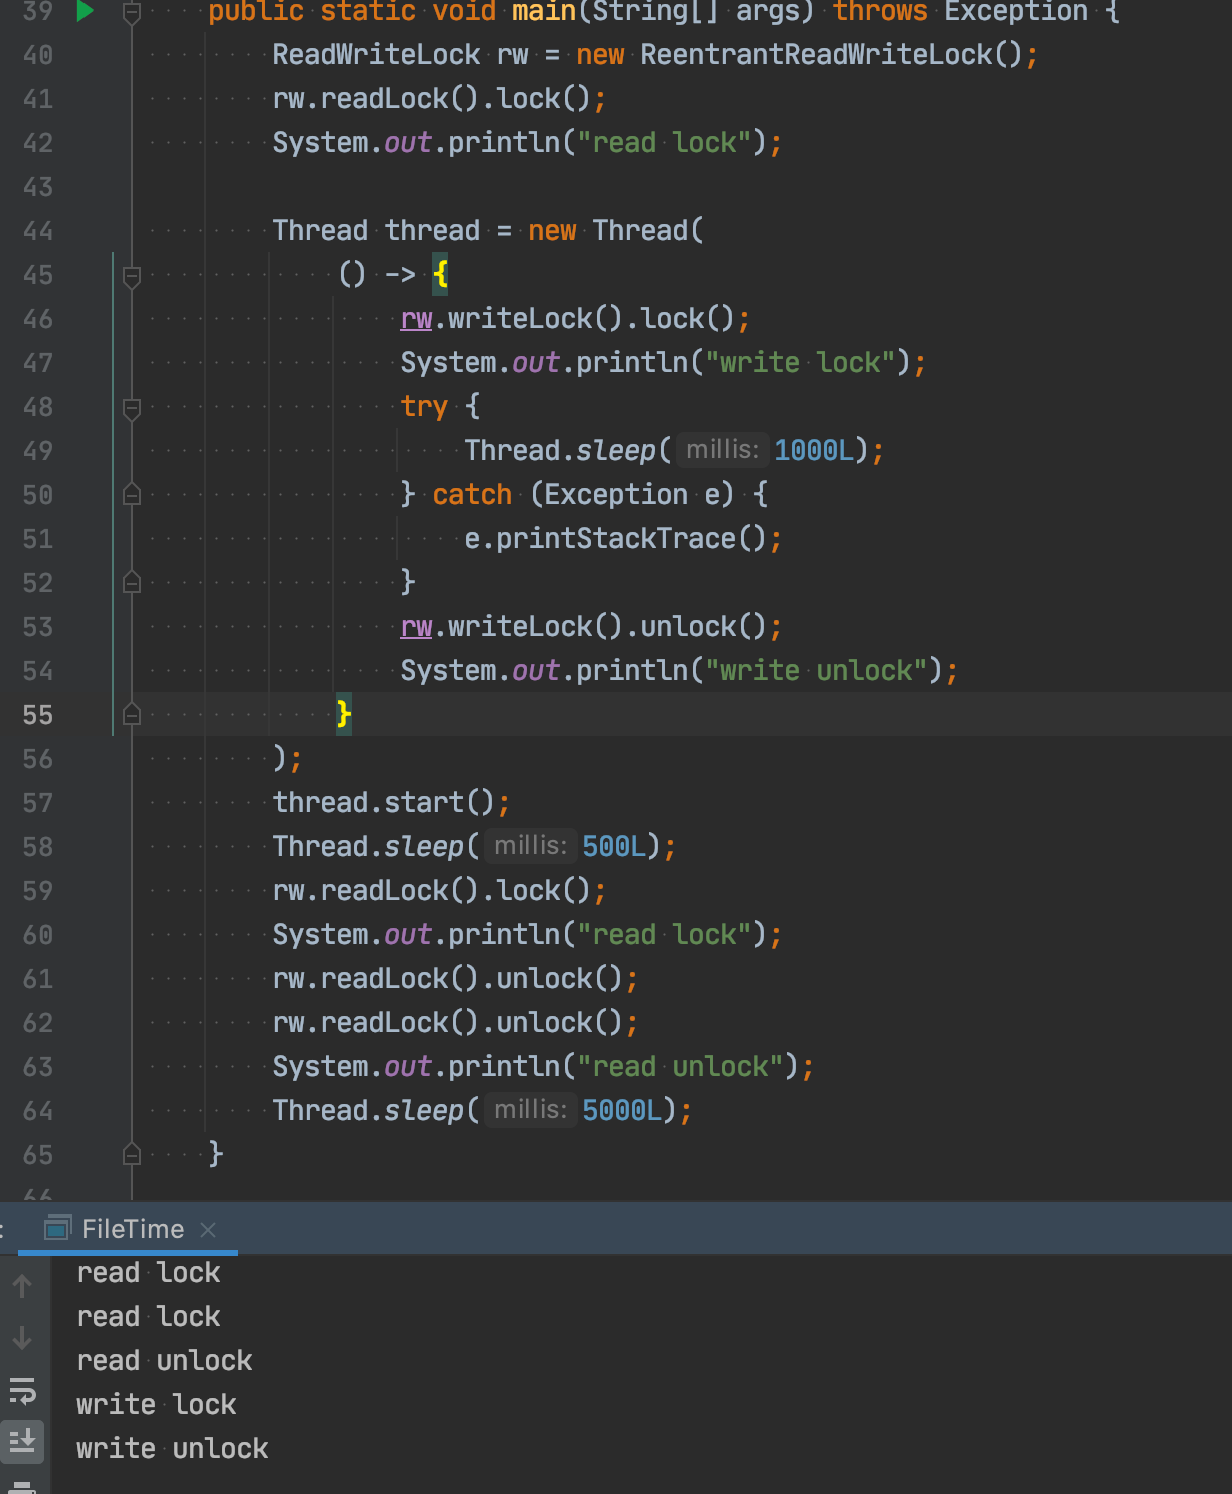 39 public static void main(String[] args) throws Exception {
40 ReadWriteLock rw = new ReentrantReadWriteLock();
41 rw.readLock().lock();
42 System.out.println("read lock");
43
44 Thread thread = new Thread(
45 () -> {
46 rw.writeLock().lock();
47 System.out.println("write lock");
48 try {
49 Thread.sleep( millis: 1000L);
50 } catch (Exception e) {
51 e.printStackTrace();
52 }
53 rw.writeLock().unlock();
54 System.out.println("write unlock");
55 }
56 );
57 thread.start();
58 Thread.sleep( millis: 500L);
59 rw.readLock().lock();
60 System.out.println("read lock");
61 rw.readLock().unlock();
62 rw.readLock().unlock();
63 System.out.println("read unlock");
64 Thread.sleep( millis: 5000L);
65 }
66
: FileTime ×
read lock
read lock
read unlock
write lock
write unlock